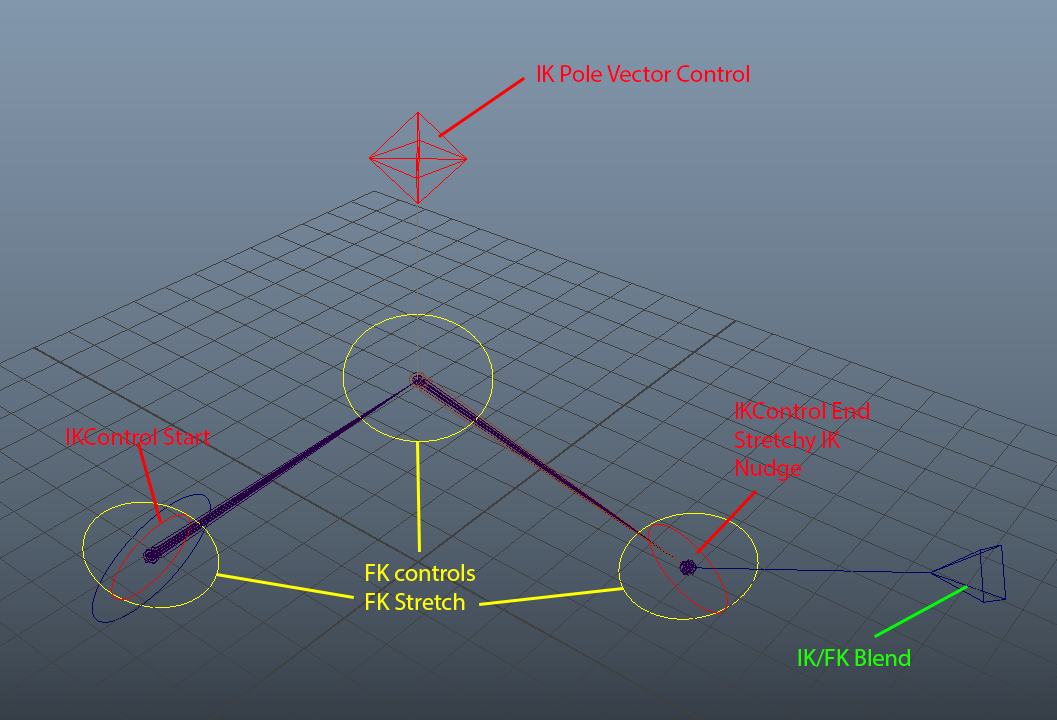 IK Pole Vector Control
IKControl End
Stretchy IK
Nudge
IKControl Start
FK controls
FK Stretch
IK/FK Blend